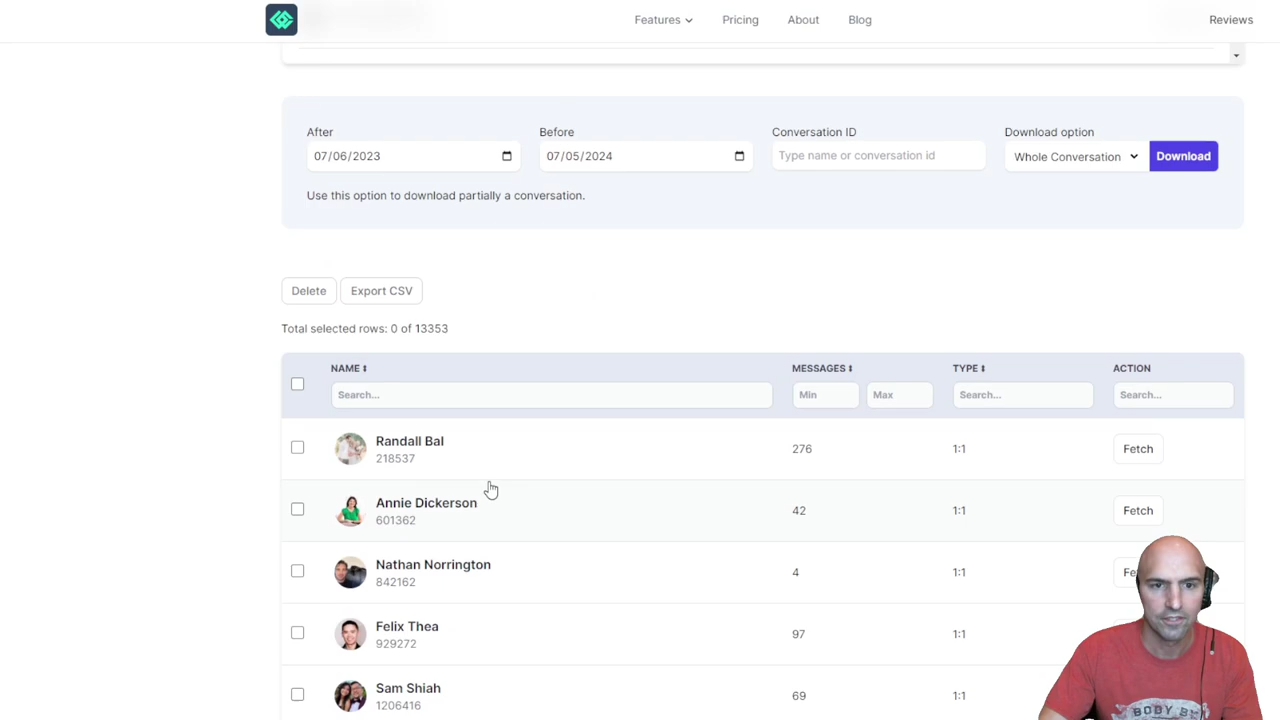 Features Pricing About Blog Reviews
After Before Conversation ID Download option
07/06/2023 07/05/2024 Type name or conversation id Whole Conversation Download
Use this option to download partially a conversation.
Delete Export CSV
Total selected rows: 0 of 13353
NAME MESSAGES TYPE ACTION
Search... Min Max Search... Search...
Randall Bal
218537
276 1:1 Fetch
Annie Dickerson
601362
42 1:1 Fetch
Nathan Norrington
842162
4 1:1
Felix Thea
929272
97 1:1
Sam Shiah
1206416
69 1:1
BODY